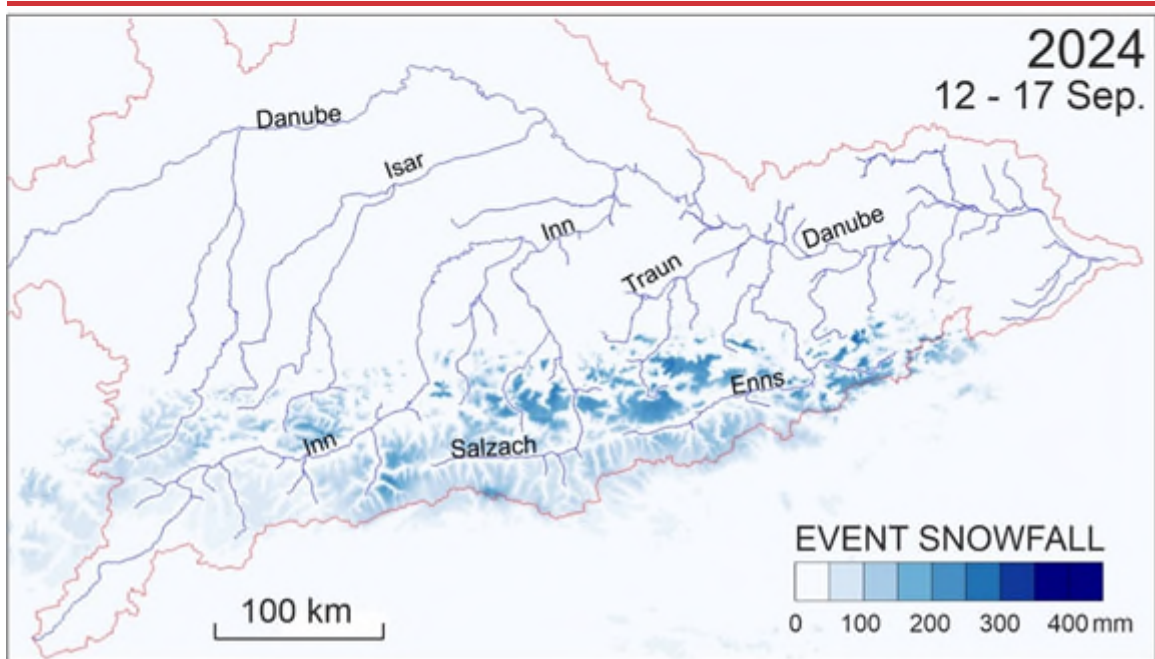 2024
12 - 17 Sep.
Danube
Isar
Inn
Danube
Traun
Enns
Inn
Salzach
EVENT SNOWFALL
0 100 200 300 400 mm
100 km